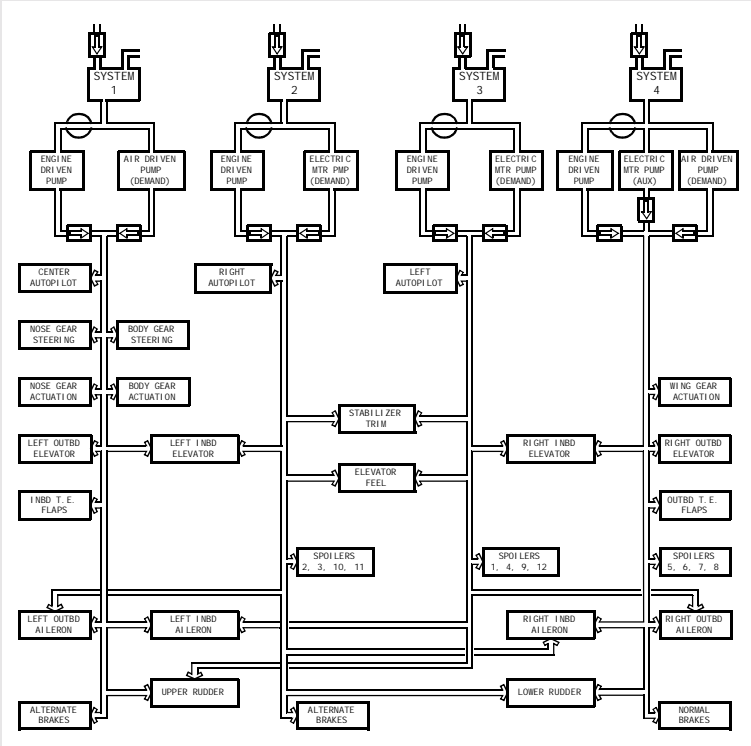 SYSTEM
1
SYSTEM
2
SYSTEM
3
SYSTEM
4
ENGINE
DRIVEN
PUMP
AIR DRIVEN
PUMP
(DEMAND)
ENGINE
DRIVEN
PUMP
ELECTRIC
MTR PMP
(DEMAND)
ENGINE
DRIVEN
PUMP
ELECTRIC
MTR PUMP
(DEMAND)
ENGINE
DRIVEN
PUMP
ELECTRIC
MTR PUMP
(AUX)
AIR DRIVEN
PUMP
(DEMAND)
CENTER
AUTOPILOT
RIGHT
AUTOPILOT
LEFT
AUTOPILOT
NOSE GEAR
STEERING
BODY GEAR
STEERING
NOSE GEAR
ACTUATION
BODY GEAR
ACTUATION
WING GEAR
ACTUATION
STABILIZER
TRIM
LEFT OUTBD
ELEVATOR
LEFT INBD
ELEVATOR
RIGHT INBD
ELEVATOR
RIGHT OUTBD
ELEVATOR
ELEVATOR
FEEL
INBD T.E.
FLAPS
OUTBD T.E.
FLAPS
SPOILERS
2, 3, 10, 11
SPOILERS
1, 4, 9, 12
SPOILERS
5, 6, 7, 8
LEFT OUTBD
AILERON
LEFT INBD
AILERON
RIGHT INBD
AILERON
RIGHT OUTBD
AILERON
UPPER RUDDER
LOWER RUDDER
ALTERNATE
BRAKES
ALTERNATE
BRAKES
NORMAL
BRAKES